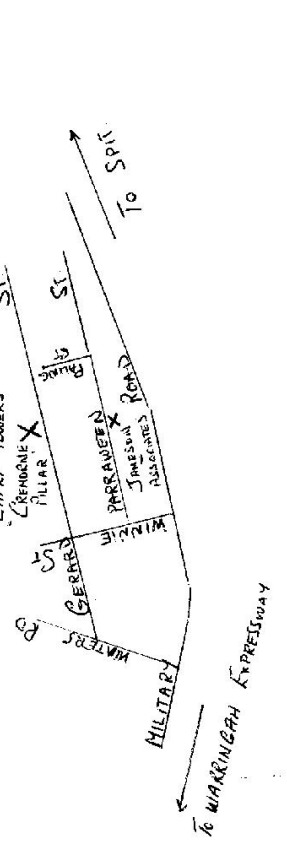 TOWERS
"CREMORNE
PILLAR"
X
ST
GERARD
ST
WATERS
RD
WINNIE
PARRAWEEN
ST
X
JAMESON
ASSOCIATES
MILITARY
ROAD
TO SPIT
TO WARRINGAH EXPRESSWAY